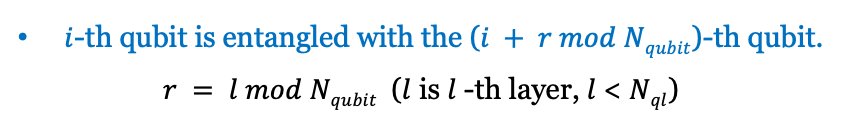 • i-th qubit is entangled with the (i + r mod N_qubit)-th qubit.
r = l mod N_qubit (l is l -th layer, l < N_ql)